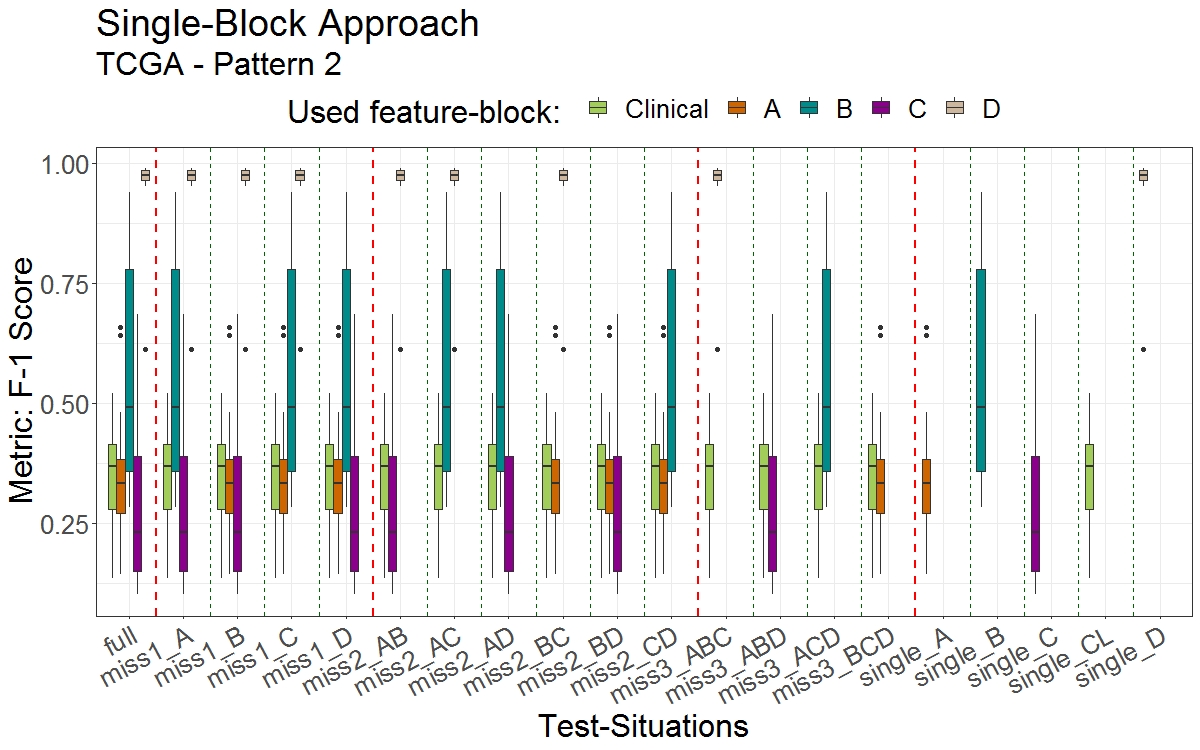 Single-Block Approach
TCGA - Pattern 2
Used feature-block: Clinical A B C D
Metric: F-1 Score
1.00
0.75
0.50
0.25
full miss1_A miss1_B miss1_C miss1_D miss2_AB miss2_AC miss2_AD miss2_BC miss2_BD miss2_CD miss3_ABC miss3_ABD miss3_ACD miss3_BCD single_A single_B single_C single_CL single_D
Test-Situations